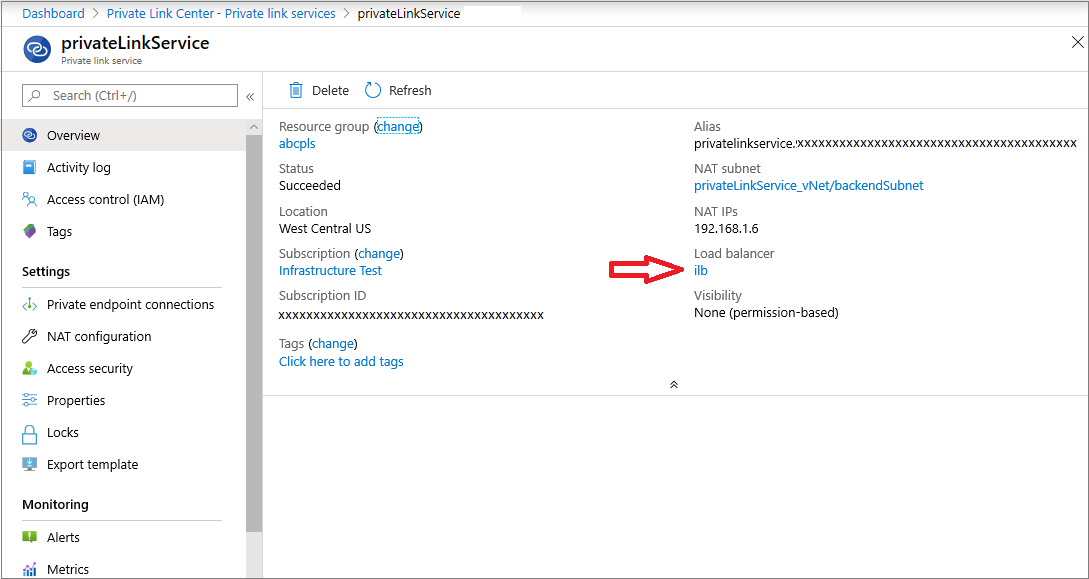 Dashboard > Private Link Center - Private link services > privateLinkService
privateLinkService
Private link service
Search (Ctrl+/)
«
Delete
Refresh
Overview
Activity log
Access control (IAM)
Tags
Settings
Private endpoint connections
NAT configuration
Access security
Properties
Locks
Export template
Monitoring
Alerts
Metrics
Resource group (change)
abcpls
Status
Succeeded
Location
West Central US
Subscription (change)
Infrastructure Test
Subscription ID
xxxxxxxxxxxxxxxxxxxxxxxxxxxxxxxxxxxxxx
Tags (change)
Click here to add tags
Alias
privatelinkservice.xxxxxxxxxxxxxxxxxxxxxxxxxxxxxxxxxxxxxxxx
NAT subnet
privateLinkService_vNet/backendSubnet
NAT IPs
192.168.1.6
Load balancer
ilb
Visibility
None (permission-based)